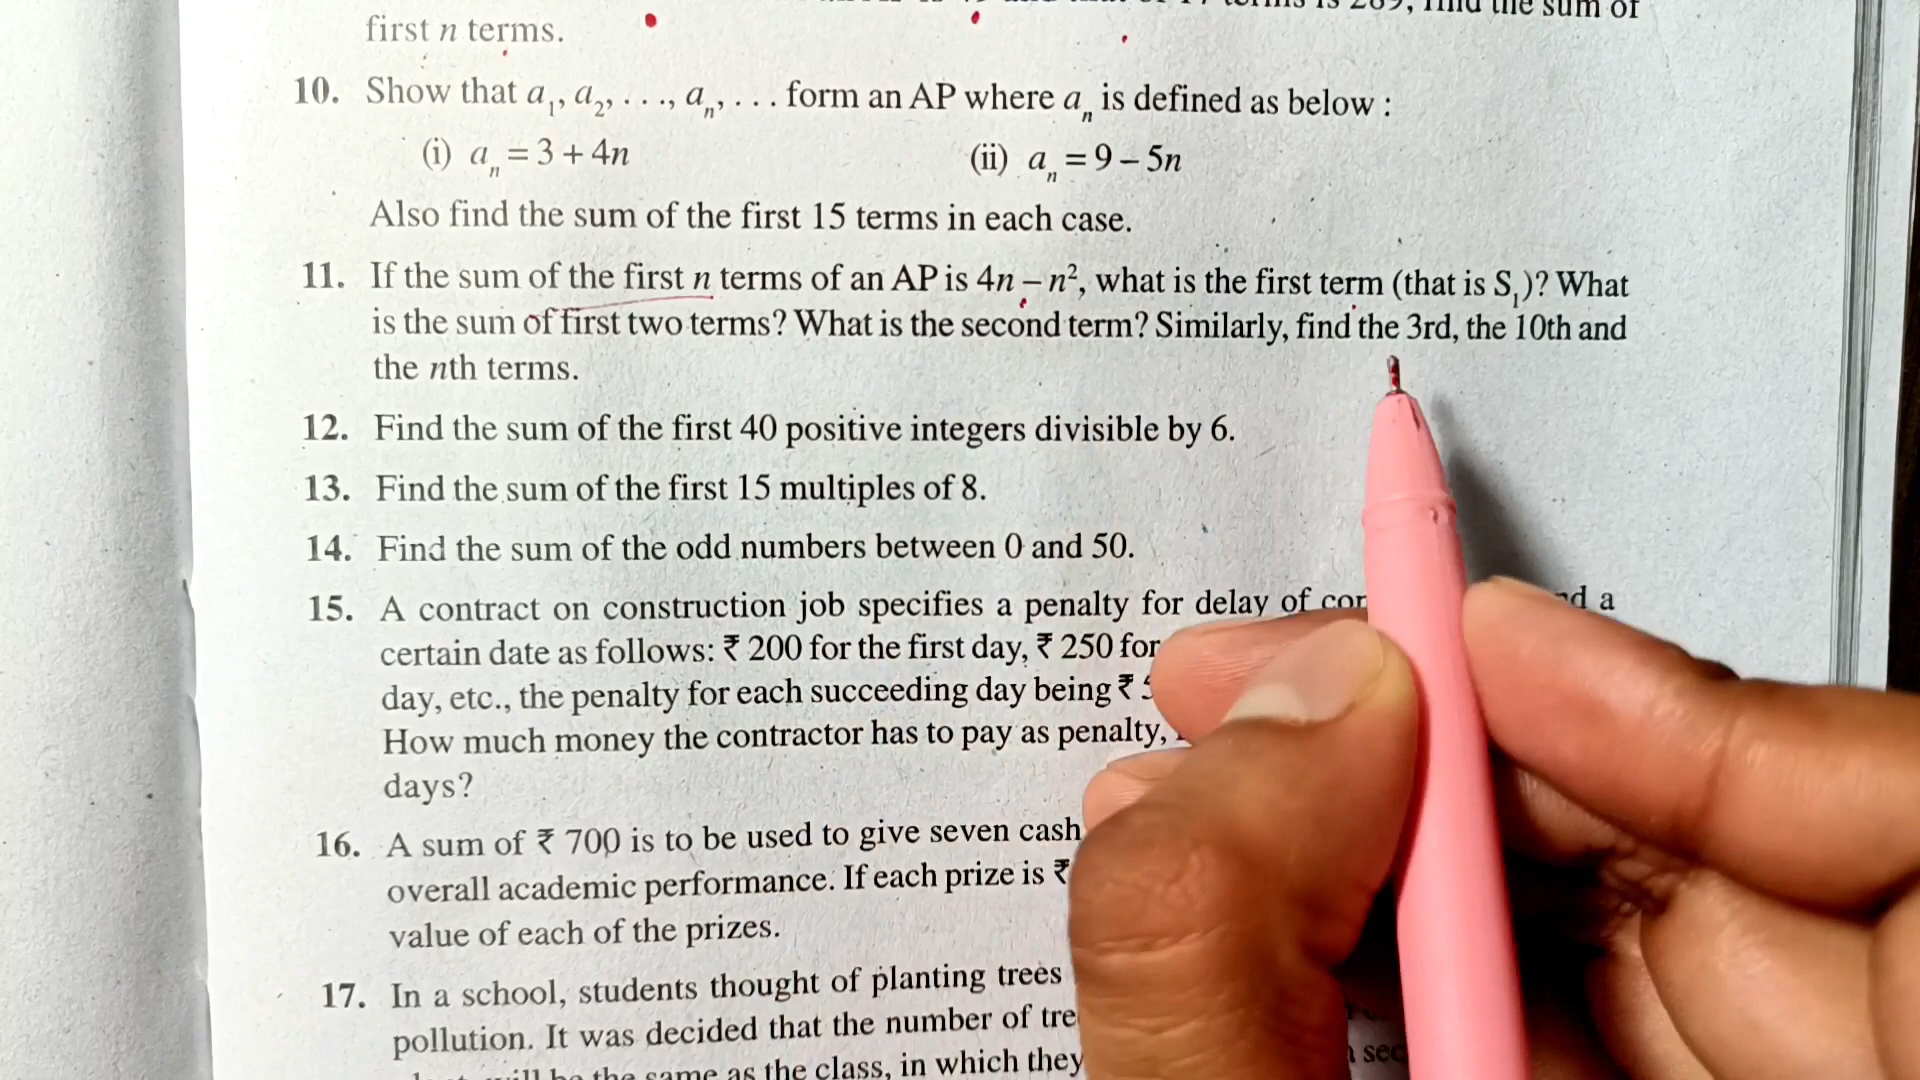 terms is 289, find the sum of
first n terms.
10. Show that a₁, a₂, . . ., aₙ, . . . form an AP where aₙ is defined as below :
(i) aₙ = 3 + 4n (ii) aₙ = 9 – 5n
Also find the sum of the first 15 terms in each case.
11. If the sum of the first n terms of an AP is 4n – n², what is the first term (that is S₁)? What
is the sum of first two terms? What is the second term? Similarly, find the 3rd, the 10th and
the nth terms.
12. Find the sum of the first 40 positive integers divisible by 6.
13. Find the sum of the first 15 multiples of 8.
14. Find the sum of the odd numbers between 0 and 50.
15. A contract on construction job specifies a penalty for delay of a
certain date as follows: ₹ 200 for the first day, ₹ 250 for
day, etc., the penalty for each succeeding day being ₹
How much money the contractor has to pay as penalty,
days?
16. A sum of ₹ 700 is to be used to give seven cash
overall academic performance. If each prize is ₹
value of each of the prizes.
17. In a school, students thought of planting trees
pollution. It was decided that the number of
will be the same as the class, in which they